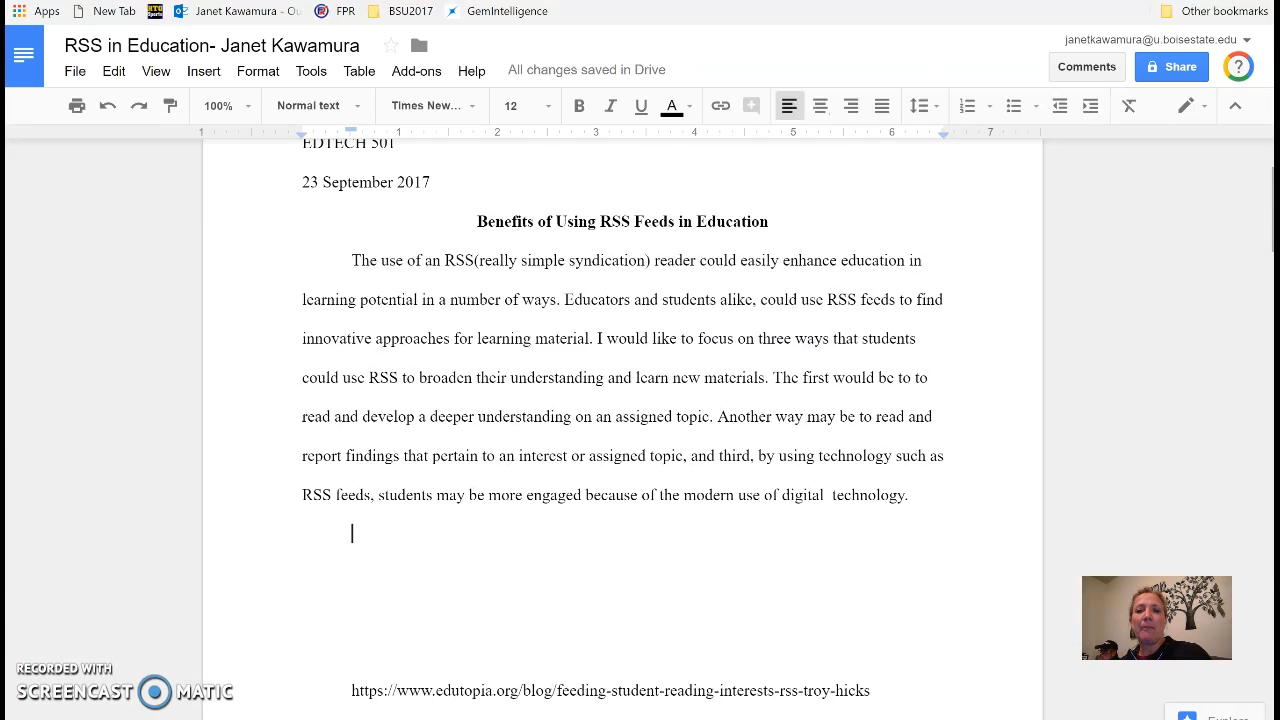 Apps New Tab Janet Kawamura - Ou FPR BSU2017 GemIntelligence Other bookmarks
RSS in Education- Janet Kawamura
janetkawamura@u.boisestate.edu
File Edit View Insert Format Tools Table Add-ons Help All changes saved in Drive
Comments Share
100% Normal text Times New... 12 B I U A
1 1 2 3 4 5 6 7
EDTECH 501
23 September 2017
Benefits of Using RSS Feeds in Education
The use of an RSS(really simple syndication) reader could easily enhance education in
learning potential in a number of ways. Educators and students alike, could use RSS feeds to find
innovative approaches for learning material. I would like to focus on three ways that students
could use RSS to broaden their understanding and learn new materials. The first would be to to
read and develop a deeper understanding on an assigned topic. Another way may be to read and
report findings that pertain to an interest or assigned topic, and third, by using technology such as
RSS feeds, students may be more engaged because of the modern use of digital  technology.
RECORDED WITH
SCREENCAST MATIC
https://www.edutopia.org/blog/feeding-student-reading-interests-rss-troy-hicks
Explore